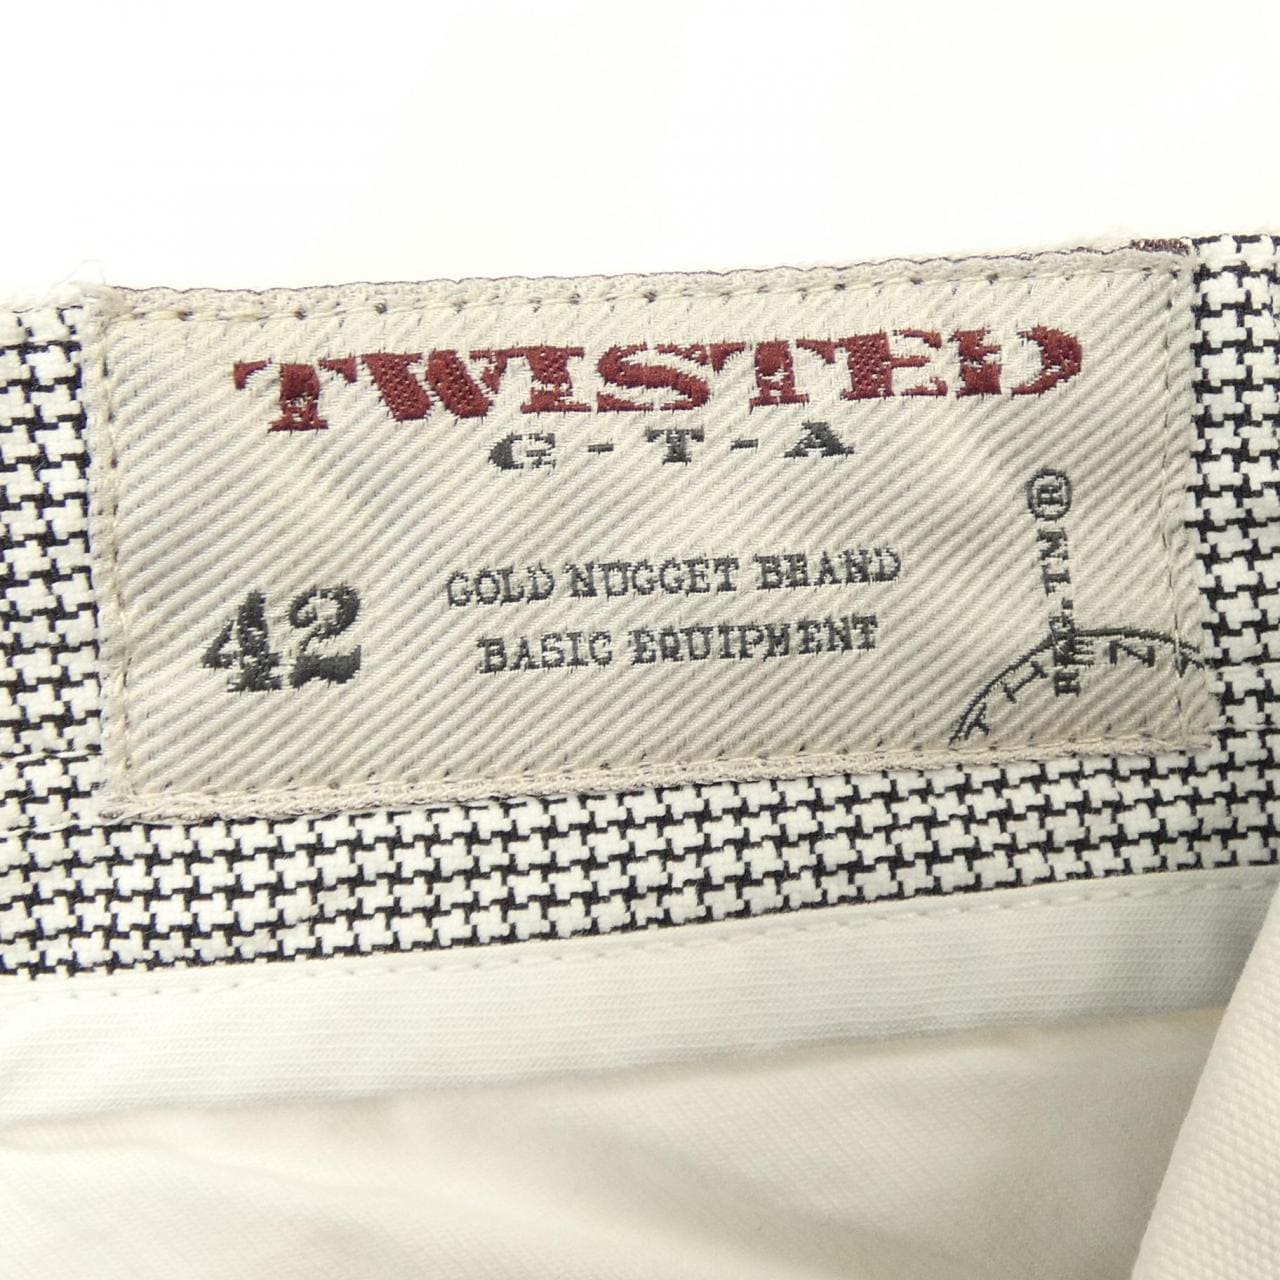 TWISTED
G-T-A
42
GOLD NUGGET BRAND
BASIC EQUIPMENT
REG.TM®